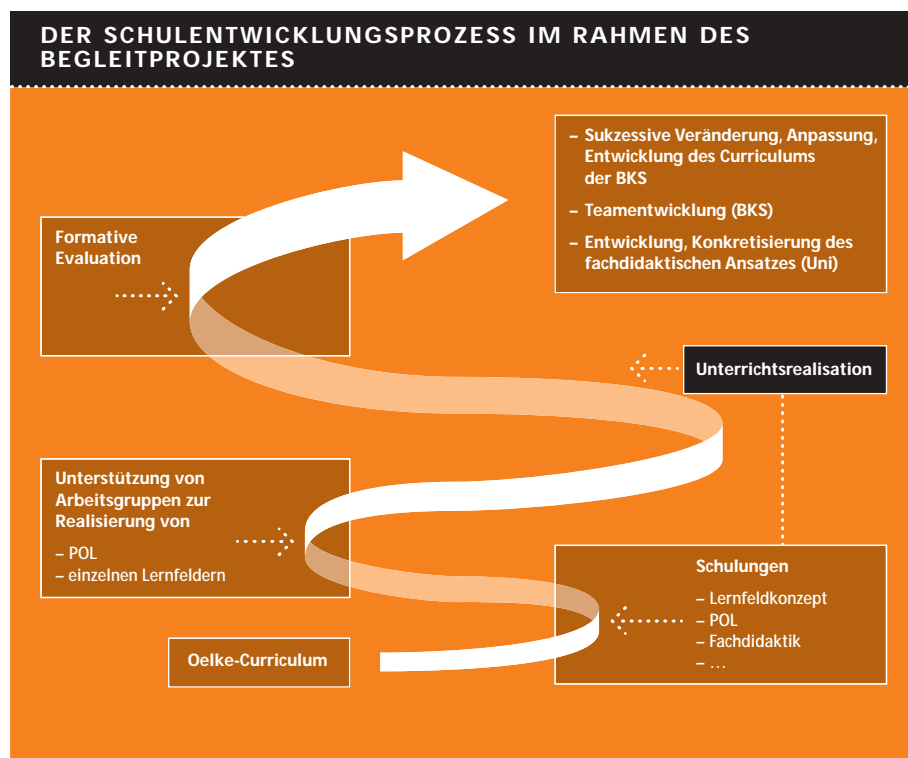 DER SCHULENTWICKLUNGSPROZESS IM RAHMEN DES
BEGLEITPROJEKTES
– Sukzessive Veränderung, Anpassung,
Entwicklung des Curriculums
der BKS
– Teamentwicklung (BKS)
– Entwicklung, Konkretisierung des
fachdidaktischen Ansatzes (Uni)
Formative
Evaluation
Unterrichtsrealisation
Unterstützung von
Arbeitsgruppen zur
Realisierung von
– POL
– einzelnen Lernfeldern
Schulungen
– Lernfeldkonzept
– POL
– Fachdidaktik
– ...
Oelke-Curriculum